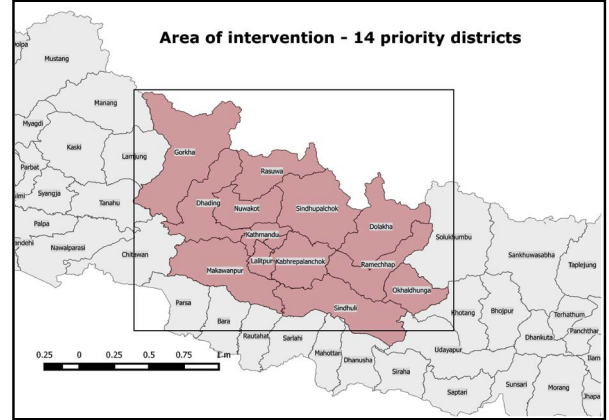 Area of intervention - 14 priority districts
Dolpa
Mustang
Manang
Myagdi
Kaski
Lamjung
Gorkha
Parbat
Syangja
Tanahu
Palpa
Nawalparasi
Chitawan
Rasuwa
Dhading
Nuwakot
Sindhupalchok
Dolakha
Kathmandu
Lalitpur
Kabhrepalanchok
Ramechhap
Makawanpur
Okhaldhunga
Sindhuli
Solukhumbu
Sankhuwasabha
Taplejung
Parsa
Bara
Rautahat
Sarlahi
Mahottari
Dhanusha
Siraha
Saptari
Udayapur
Khotang
Bhojpur
Terhathum
Panchthar
Dhankuta
Ilam
Sunsari
Morang
Jhapa
0.25 0 0.25 0.5 0.75